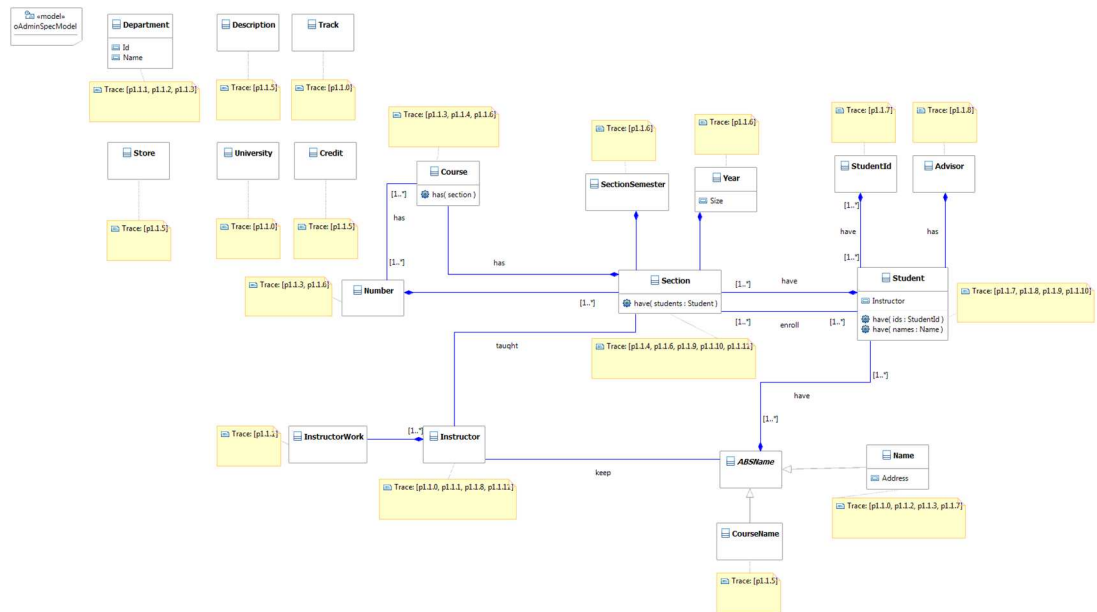 «model»
oAdminSpecModel
Department
Id
Name
Description
Track
Trace: [p1.1.1, p1.1.2, p1.1.3]
Trace: [p1.1.5]
Trace: [p1.1.0]
Trace: [p1.1.3, p1.1.4, p1.1.6]
Trace: [p1.1.6]
Trace: [p1.1.6]
Trace: [p1.1.7]
Trace: [p1.1.8]
Store
University
Credit
Course
has( section )
SectionSemester
Year
Size
StudentId
Advisor
Trace: [p1.1.5]
Trace: [p1.1.0]
Trace: [p1.1.5]
[1..*]
has
[1..*]
[1..*]
have
has
[1..*]
has
Trace: [p1.1.3, p1.1.6]
Number
[1..*]
Section
have( students : Student )
[1..*]
have
[1..*]
enroll
[1..*]
Student
Instructor
have( ids : StudentId )
have( names : Name )
Trace: [p1.1.7, p1.1.8, p1.1.9, p1.1.10]
taught
Trace: [p1.1.4, p1.1.6, p1.1.9, p1.1.10, p1.1.11]
[1..*]
have
[1..*]
Trace: [p1.1.1]
InstructorWork
[1..*]
Instructor
keep
ABSName
Name
Address
Trace: [p1.1.0, p1.1.1, p1.1.8, p1.1.11]
Trace: [p1.1.0, p1.1.2, p1.1.3, p1.1.7]
CourseName
Trace: [p1.1.5]